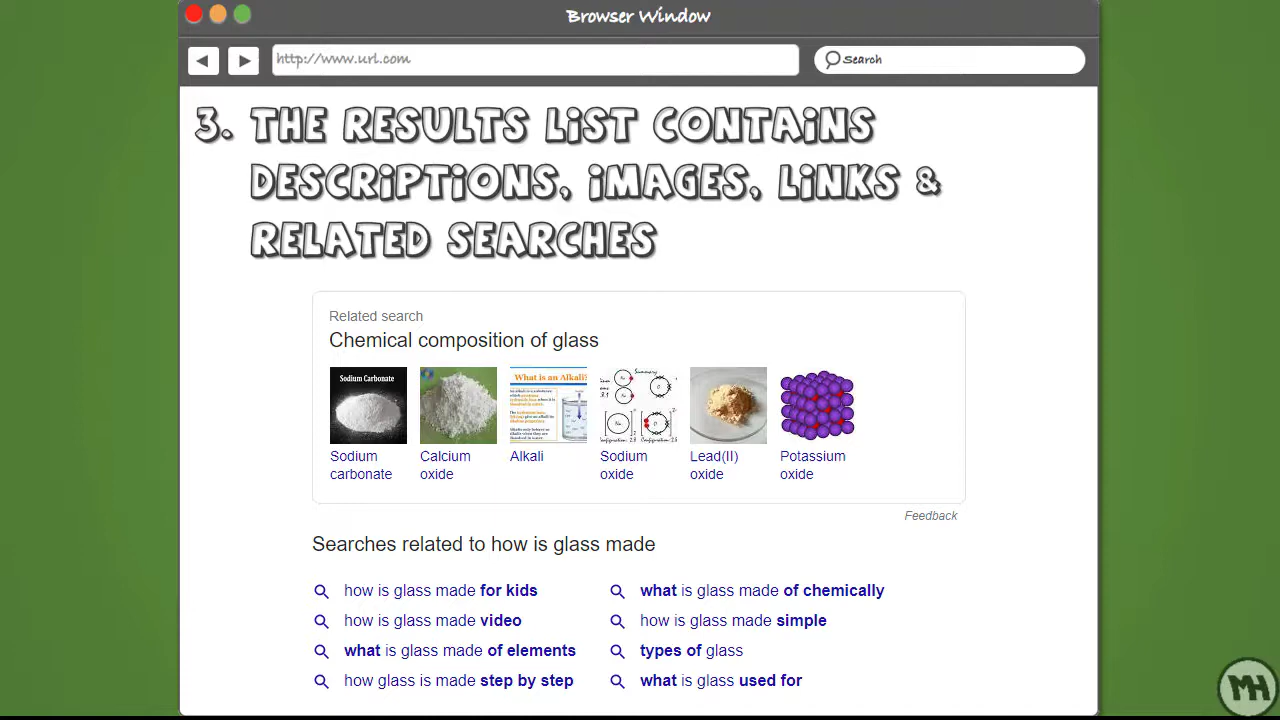 Browser Window
http://www.url.com
Search
3. THE RESULTS LiST CONTAiNS
DESCRiPTiONS, iMAGES, LiNKS &
RELATED SEARCHES
Related search
Chemical composition of glass
Sodium Carbonate
What is an Alkali?
Summary
Sodium carbonate
Calcium oxide
Alkali
Sodium oxide
Lead(II) oxide
Potassium oxide
Feedback
Searches related to how is glass made
how is glass made for kids
what is glass made of chemically
how is glass made video
how is glass made simple
what is glass made of elements
types of glass
how glass is made step by step
what is glass used for
MH